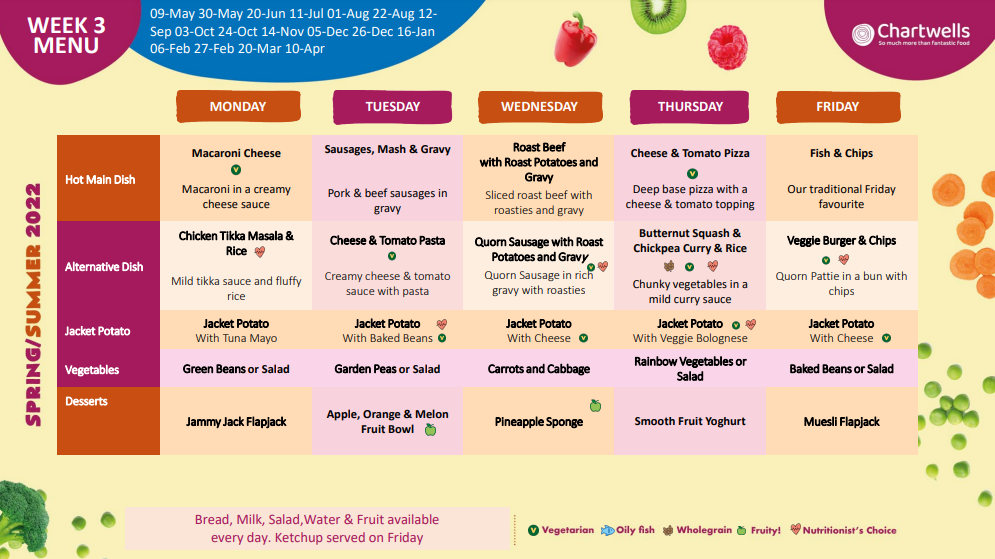 WEEK 3
MENU
09-May 30-May 20-Jun 11-Jul 01-Aug 22-Aug 12-
Sep 03-Oct 24-Oct 14-Nov 05-Dec 26-Dec 16-Jan
06-Feb 27-Feb 20-Mar 10-Apr
Chartwells
So much more than fantastic food
MONDAY
TUESDAY
WEDNESDAY
THURSDAY
FRIDAY
SPRING/SUMMER 2022
Hot Main Dish
Macaroni Cheese
Macaroni in a creamy
cheese sauce
Sausages, Mash & Gravy
Pork & beef sausages in
gravy
Roast Beef
with Roast Potatoes and
Gravy
Sliced roast beef with
roasties and gravy
Cheese & Tomato Pizza
Deep base pizza with a
cheese & tomato topping
Fish & Chips
Our traditional Friday
favourite
Alternative Dish
Chicken Tikka Masala &
Rice
Mild tikka sauce and fluffy
rice
Cheese & Tomato Pasta
Creamy cheese & tomato
sauce with pasta
Quorn Sausage with Roast
Potatoes and Gravy
Quorn Sausage in rich
gravy with roasties
Butternut Squash &
Chickpea Curry & Rice
Chunky vegetables in a
mild curry sauce
Veggie Burger & Chips
Quorn Pattie in a bun with
chips
Jacket Potato
Jacket Potato
With Tuna Mayo
Jacket Potato
With Baked Beans
Jacket Potato
With Cheese
Jacket Potato
With Veggie Bolognese
Jacket Potato
With Cheese
Vegetables
Green Beans or Salad
Garden Peas or Salad
Carrots and Cabbage
Rainbow Vegetables or
Salad
Baked Beans or Salad
Desserts
Jammy Jack Flapjack
Apple, Orange & Melon
Fruit Bowl
Pineapple Sponge
Smooth Fruit Yoghurt
Muesli Flapjack
Bread, Milk, Salad,Water & Fruit available
every day. Ketchup served on Friday
V Vegetarian Oily fish Wholegrain Fruity! Nutritionist's Choice